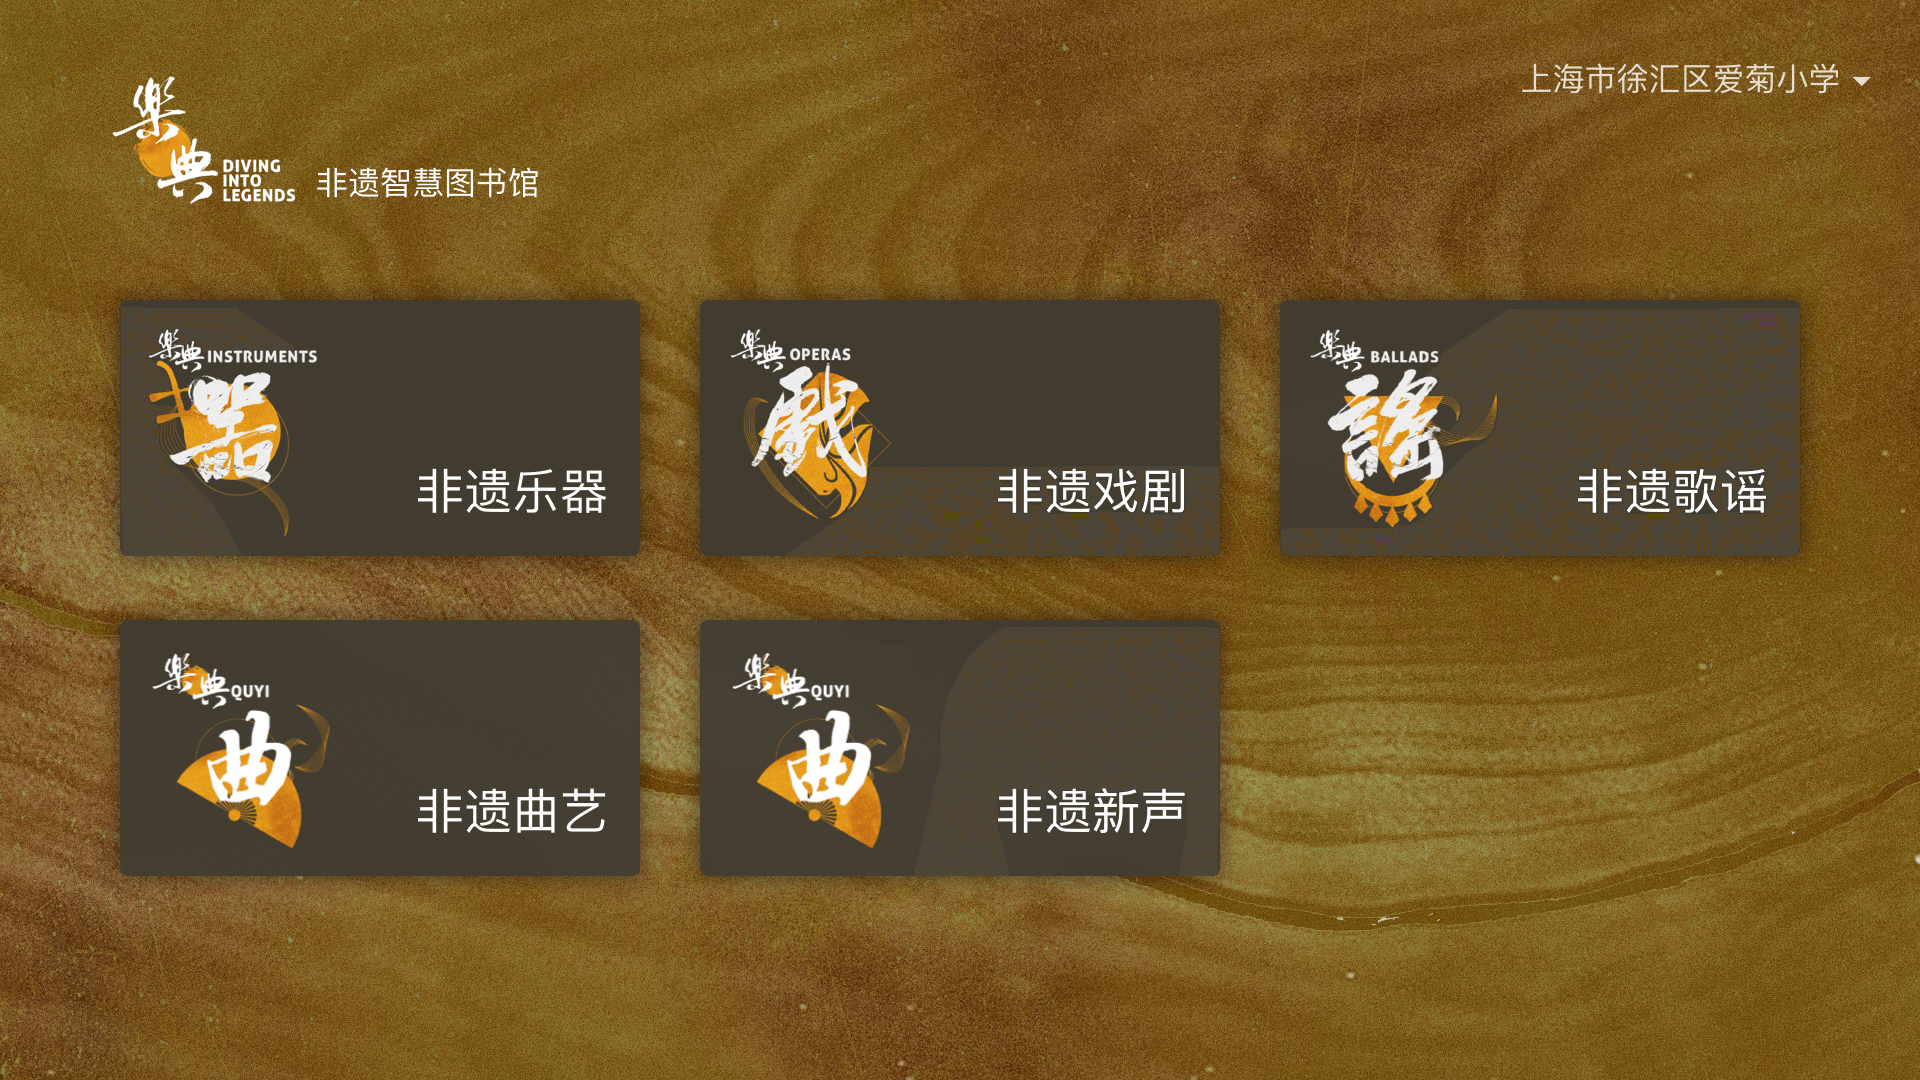 上海市徐汇区爱菊小学
樂典
DIVING
INTO
LEGENDS
非遗智慧图书馆
樂典 INSTRUMENTS
器
非遗乐器
樂典 OPERAS
戲
非遗戏剧
樂典 BALLADS
謠
非遗歌谣
樂典 QUYI
曲
非遗曲艺
樂典 QUYI
曲
非遗新声